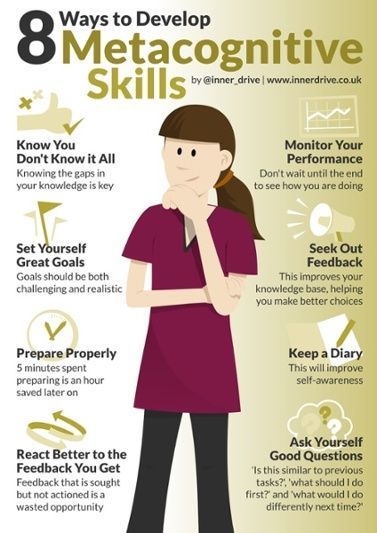 8 Ways to Develop
Metacognitive
Skills
by @inner_drive | www.innerdrive.co.uk
Know You
Don't Know it All
Knowing the gaps in
your knowledge is key
Set Yourself
Great Goals
Goals should be both
challenging and realistic
Prepare Properly
5 minutes spent
preparing is an hour
saved later on
React Better to the
Feedback You Get
Feedback that is sought
but not actioned is a
wasted opportunity
Monitor Your
Performance
Don't wait until the end
to see how you are doing
Seek Out
Feedback
This improves your
knowledge base, helping
you make better choices
Keep a Diary
This will improve
self-awareness
Ask Yourself
Good Questions
'Is this similar to previous
tasks?', 'what should I do
first?' and 'what would I do
differently next time?'